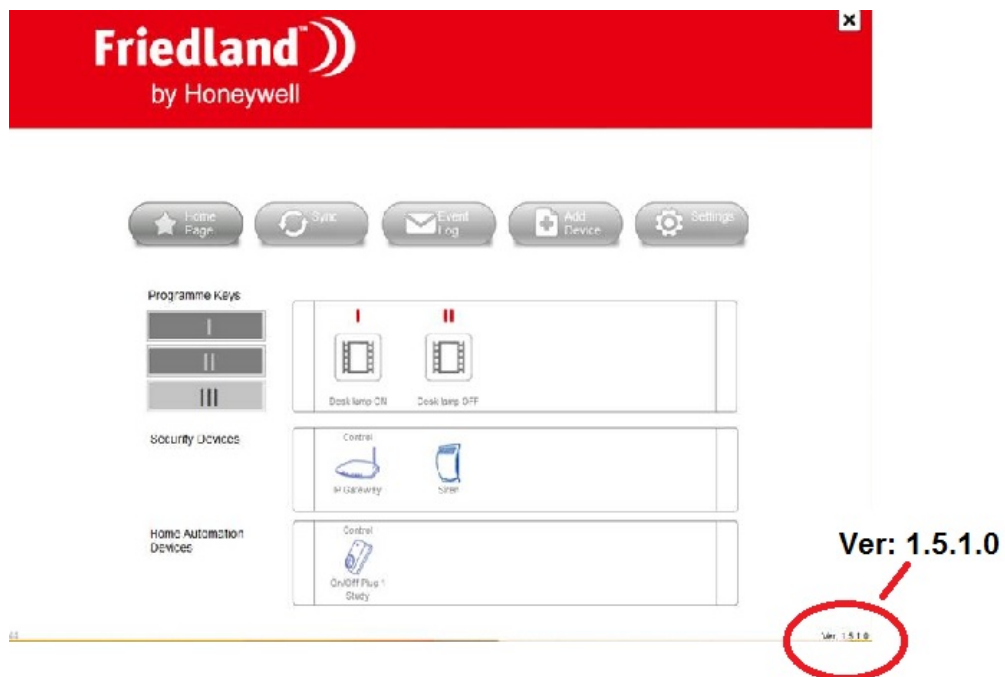 Friedland™
by Honeywell
Home
Page
Sync
Event
Log
Add
Device
Settings
Programme Keys
I
II
III
I
II
Desk lamp ON
Desk lamp OFF
Security Devices
Control
IP Gateway
Siren
Home Automation
Devices
Control
On/Off Plug 1
Study
Ver: 1.5.1.0
Ver: 1.5.1.0